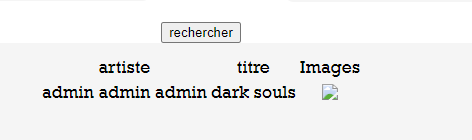 rechercher
artiste titre Images
admin admin admin dark souls